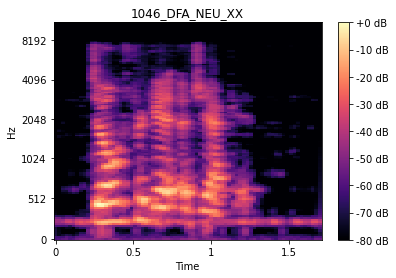 1046_DFA_NEU_XX
+0 dB
8192
-10 dB
4096
-20 dB
-30 dB
2048
Hz
-40 dB
1024
-50 dB
512
-60 dB
-70 dB
0
-80 dB
0
0.5
1
1.5
Time